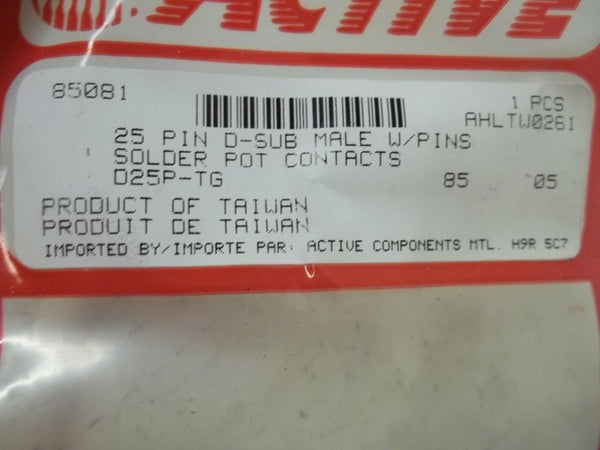 ACTIVE
85081
1 PCS
AHLTW0261
25 PIN D-SUB MALE W/PINS
SOLDER POT CONTACTS
D25P-TG 85 05
PRODUCT OF TAIWAN
PRODUIT DE TAIWAN
IMPORTED BY/IMPORTE PAR: ACTIVE COMPONENTS MTL. H9R 5C7